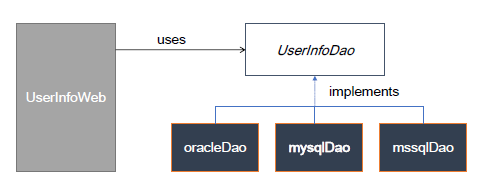 uses
UserInfoDao
UserInfoWeb
implements
oracleDao
mysqlDao
mssqlDao